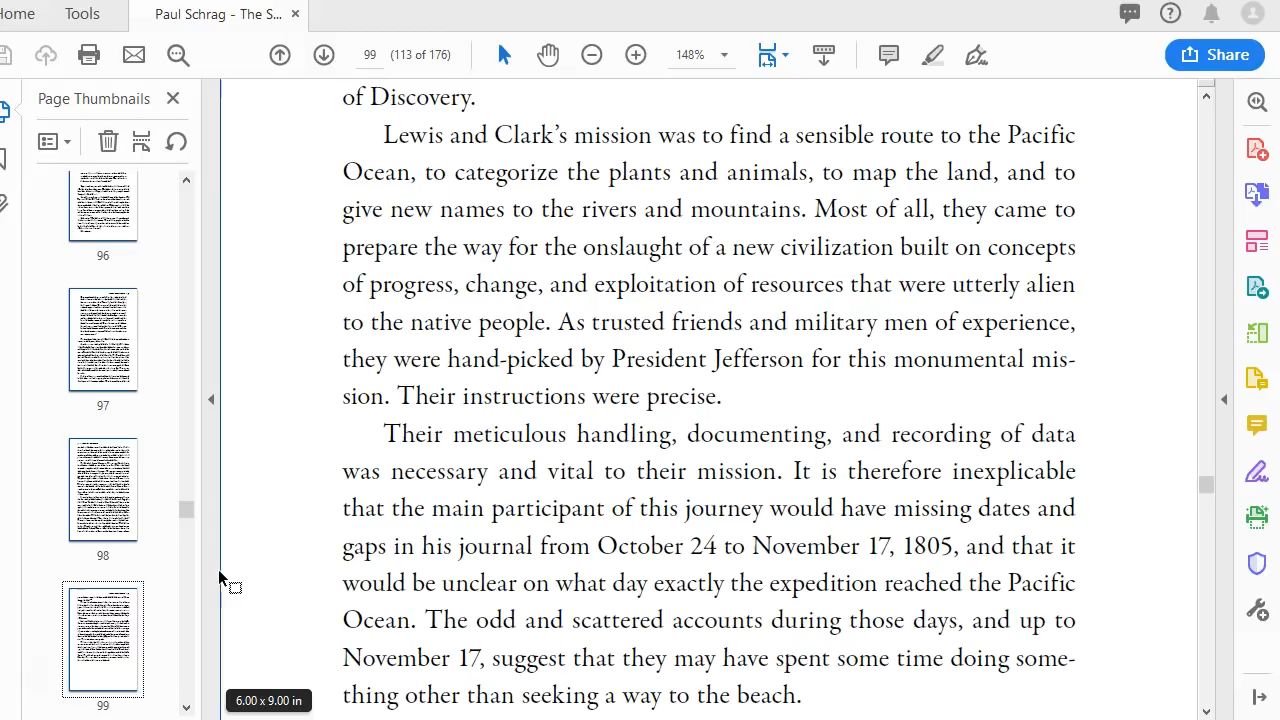 ome
Tools
Paul Schrag - The S...
99
(113 of 176)
148%
Share
Page Thumbnails
96
97
98
99
6.00 x 9.00 in
of Discovery.
Lewis and Clark's mission was to find a sensible route to the Pacific
Ocean, to categorize the plants and animals, to map the land, and to
give new names to the rivers and mountains. Most of all, they came to
prepare the way for the onslaught of a new civilization built on concepts
of progress, change, and exploitation of resources that were utterly alien
to the native people. As trusted friends and military men of experience,
they were hand-picked by President Jefferson for this monumental mis-
sion. Their instructions were precise.
Their meticulous handling, documenting, and recording of data
was necessary and vital to their mission. It is therefore inexplicable
that the main participant of this journey would have missing dates and
gaps in his journal from October 24 to November 17, 1805, and that it
would be unclear on what day exactly the expedition reached the Pacific
Ocean. The odd and scattered accounts during those days, and up to
November 17, suggest that they may have spent some time doing some-
thing other than seeking a way to the beach.